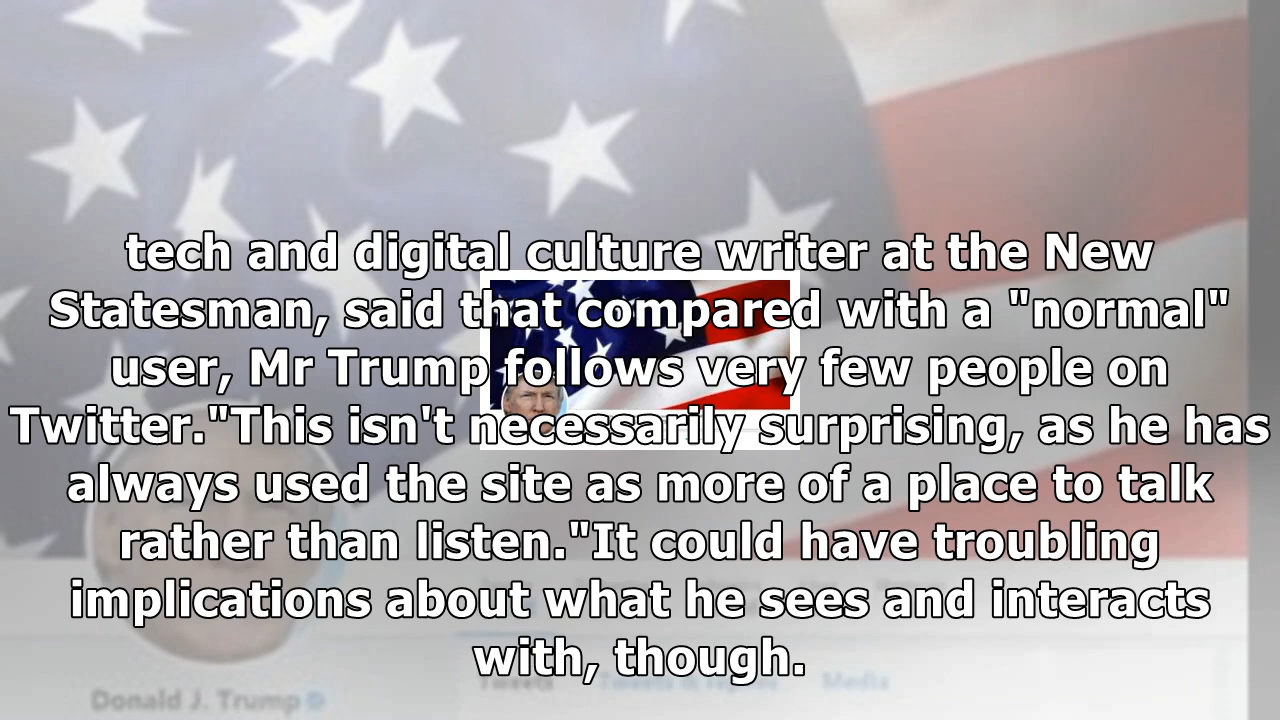 tech and digital culture writer at the New
Statesman, said that compared with a "normal"
user, Mr Trump follows very few people on
Twitter."This isn't necessarily surprising, as he has
always used the site as more of a place to talk
rather than listen."It could have troubling
implications about what he sees and interacts
with, though.
Tweets
Media
Donald J. Trump